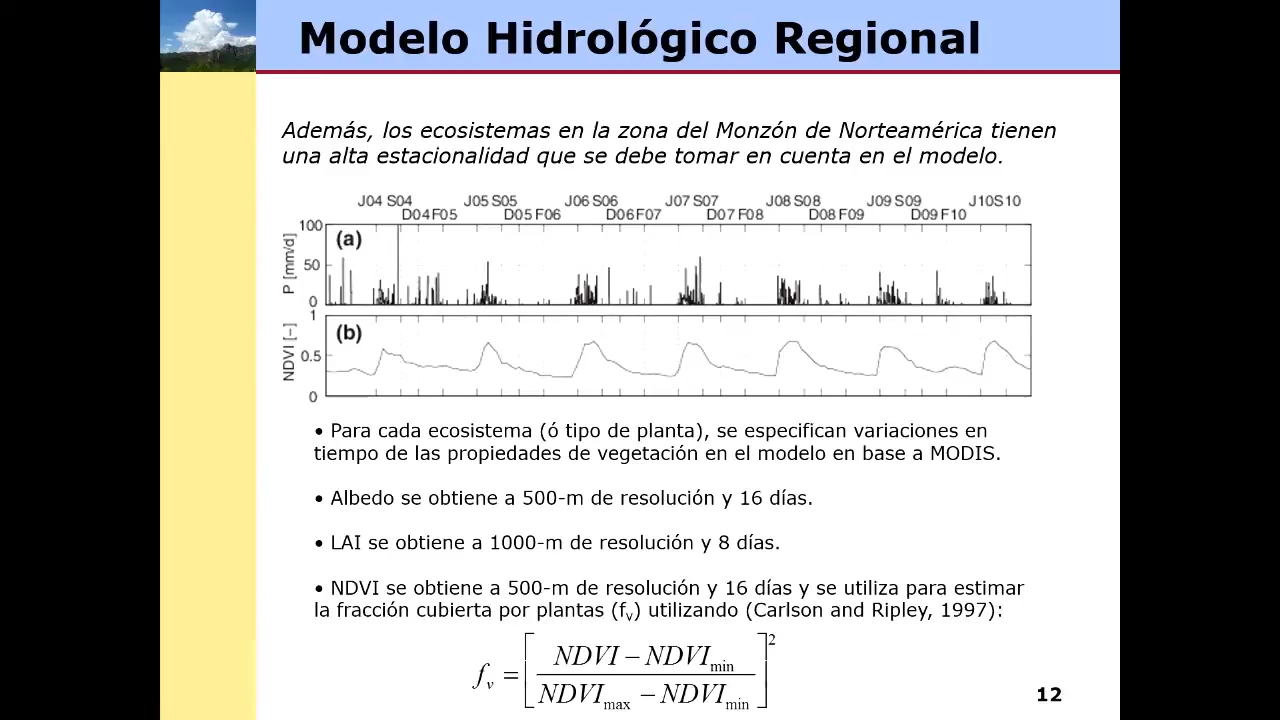 Modelo Hidrológico Regional
Además, los ecosistemas en la zona del Monzón de Norteamérica tienen
una alta estacionalidad que se debe tomar en cuenta en el modelo.
J04 S04 J05 S05 J06 S06 J07 S07 J08 S08 J09 S09 J10 S10
D04 F05 D05 F06 D06 F07 D07 F08 D08 F09 D09 F10
100
(a)
P [mm/d]
50
0
1
(b)
NDVI [–]
0.5
0
• Para cada ecosistema (ó tipo de planta), se especifican variaciones en
tiempo de las propiedades de vegetación en el modelo en base a MODIS.
• Albedo se obtiene a 500-m de resolución y 16 días.
• LAI se obtiene a 1000-m de resolución y 8 días.
• NDVI se obtiene a 500-m de resolución y 16 días y se utiliza para estimar
la fracción cubierta por plantas (fv) utilizando (Carlson and Ripley, 1997):
fv = [ (NDVI − NDVImin) / (NDVImax − NDVImin) ]2
12